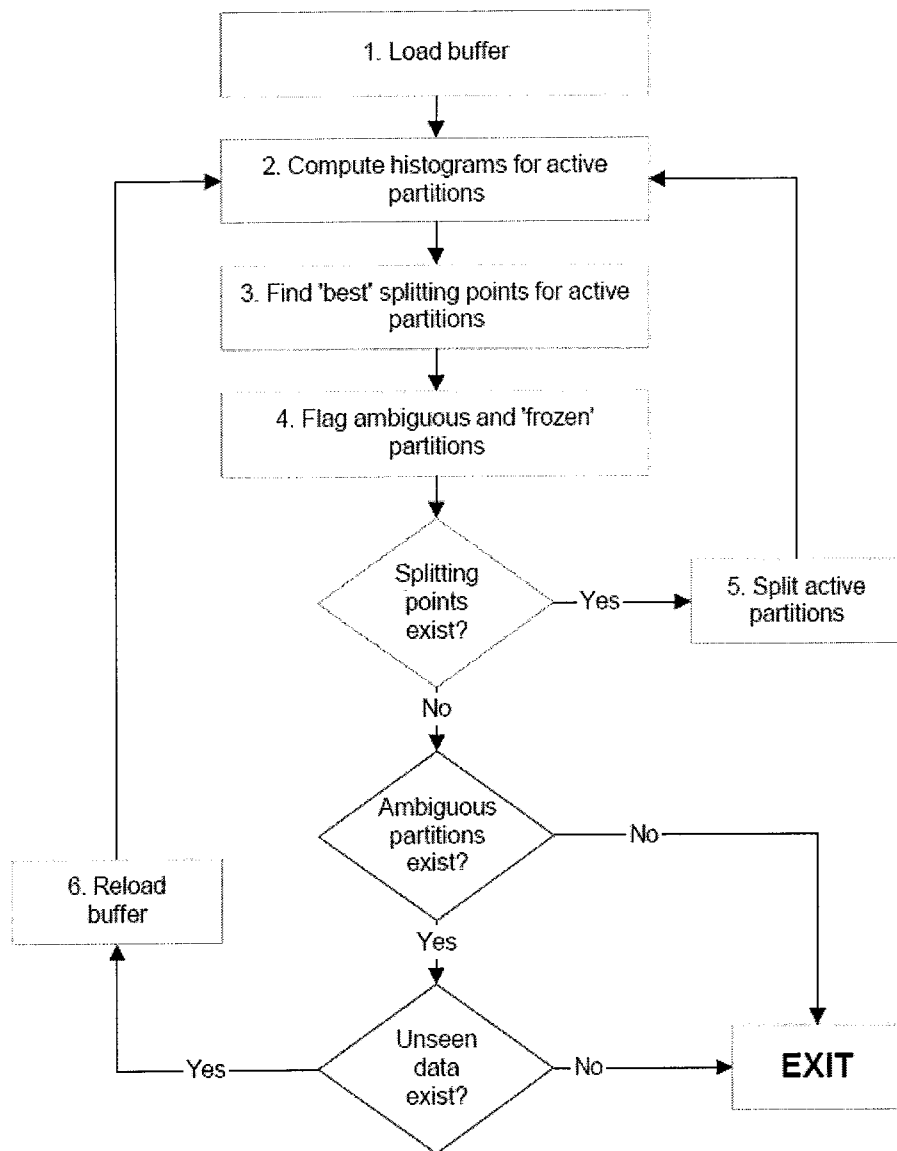 1. Load buffer
2. Compute histograms for active
partitions
3. Find 'best' splitting points for active
partitions
4. Flag ambiguous and 'frozen'
partitions
Splitting
points
exist?
Yes
5. Split active
partitions
No
Ambiguous
partitions
exist?
No
6. Reload
buffer
Yes
Unseen
data
exist?
Yes
No
EXIT